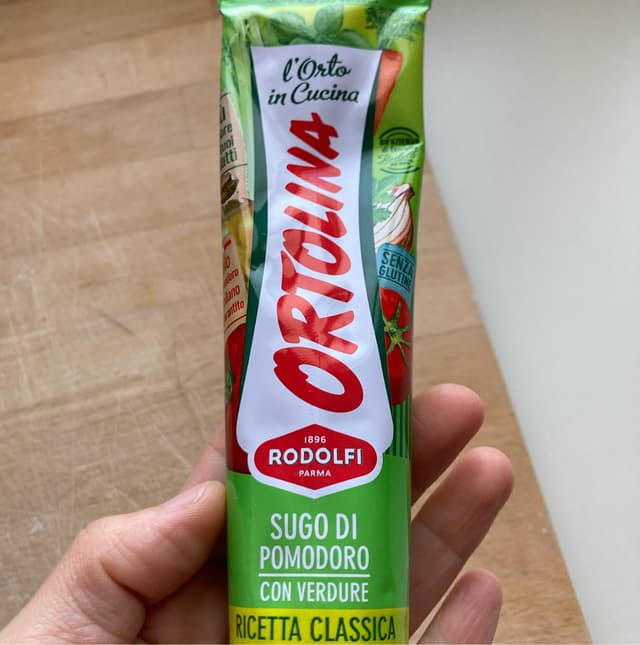 l'Orto
in Cucina
ORTOLINA
SENZA
GLUTINE
1896
RODOLFI
PARMA
SUGO DI
POMODORO
CON VERDURE
RICETTA CLASSICA